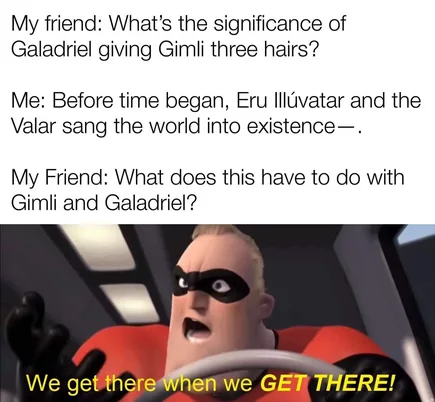 My friend: What's the significance of
Galadriel giving Gimli three hairs?
Me: Before time began, Eru Illúvatar and the
Valar sang the world into existence—.
My Friend: What does this have to do with
Gimli and Galadriel?
We get there when we GET THERE!